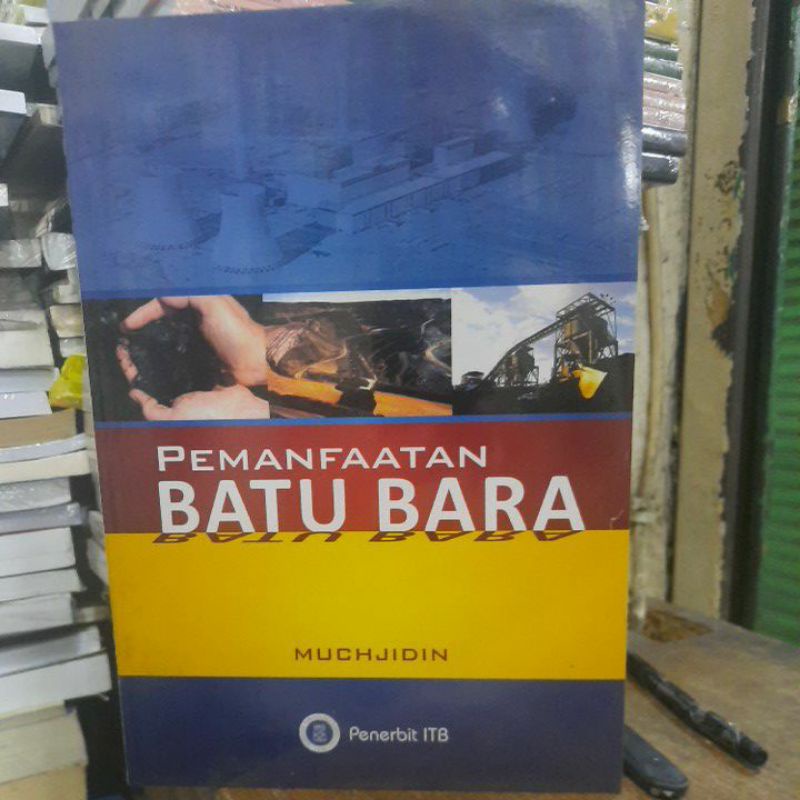 PEMANFAATAN
BATU BARA
MUCHJIDIN
Penerbit ITB